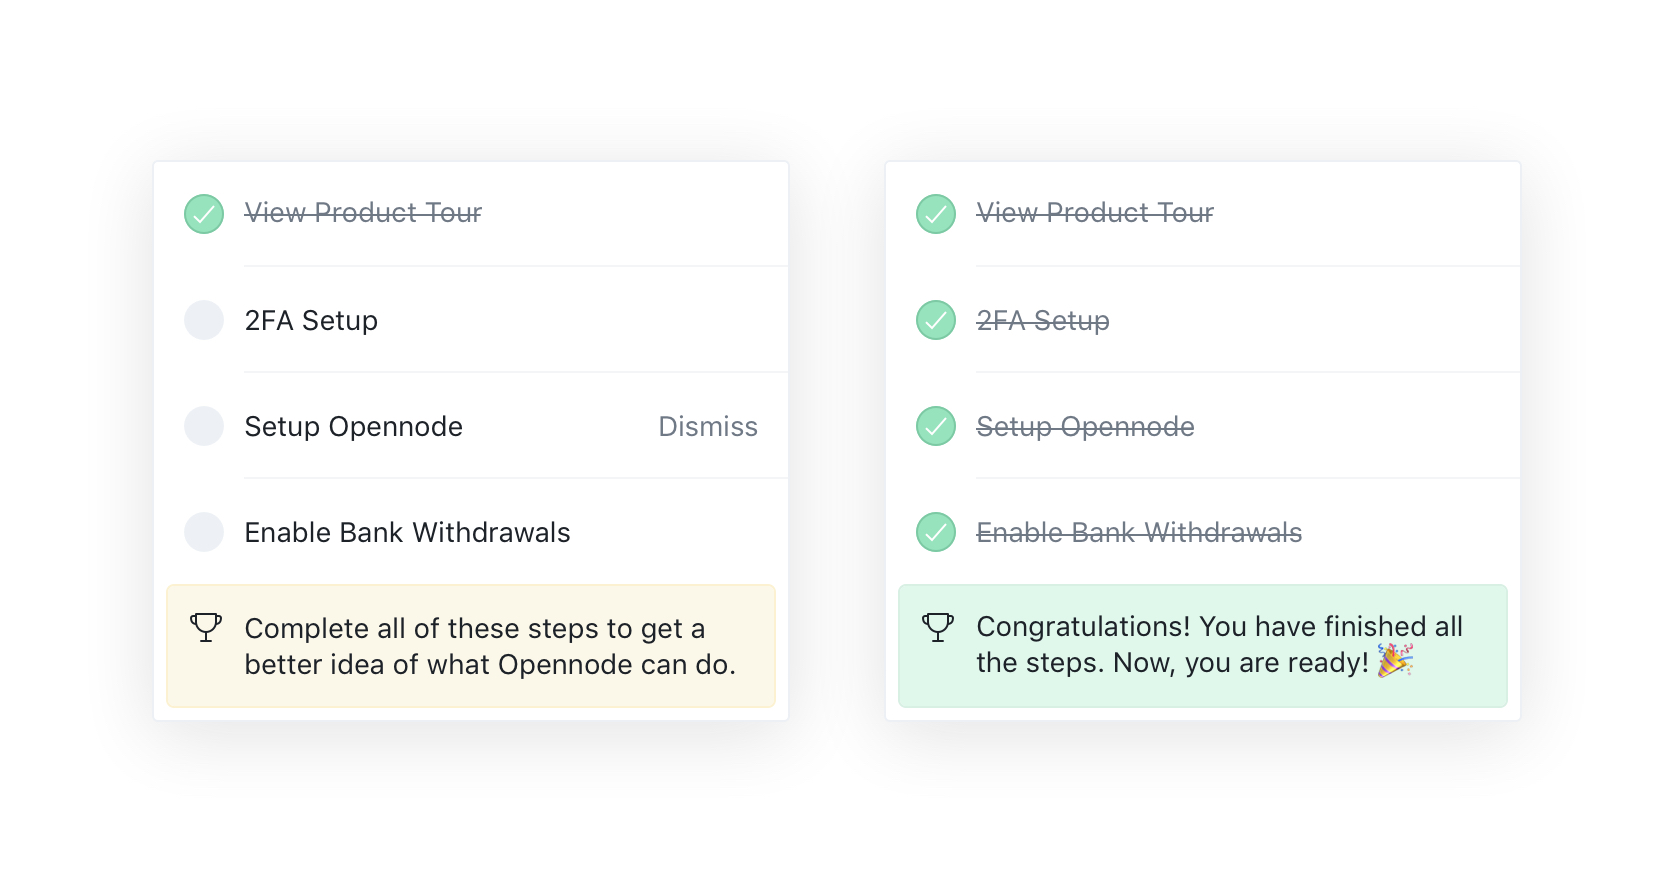 View Product Tour
2FA Setup
Setup Opennode
Dismiss
Enable Bank Withdrawals
Complete all of these steps to get a
better idea of what Opennode can do.
View Product Tour
2FA Setup
Setup Opennode
Enable Bank Withdrawals
Congratulations! You have finished all
the steps. Now, you are ready! 🎉